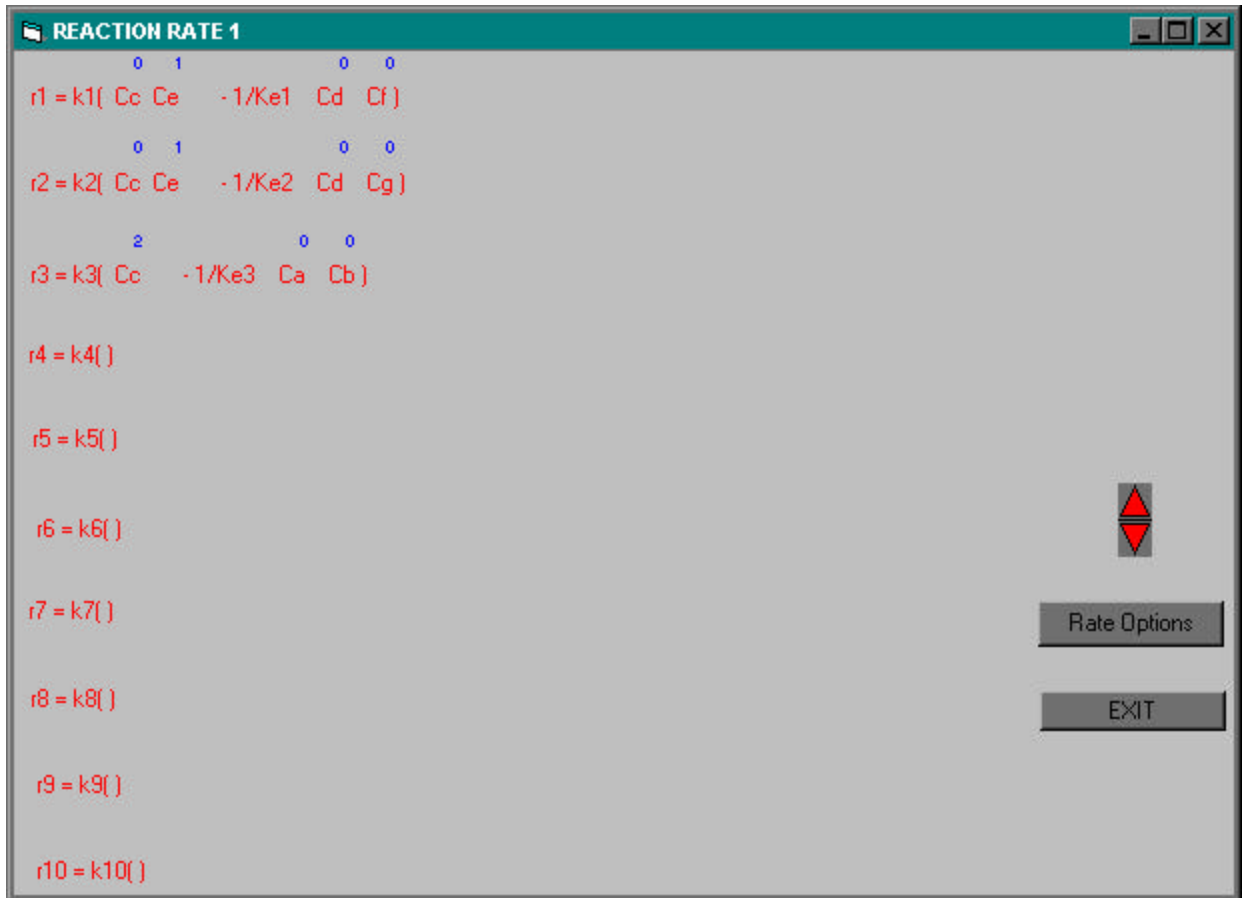 REACTION RATE 1
0 1 0 0
r1 = k1( Cc Ce - 1/Ke1 Cd Cf )
0 1 0 0
r2 = k2( Cc Ce - 1/Ke2 Cd Cg )
2 0 0
r3 = k3( Cc - 1/Ke3 Ca Cb )
r4 = k4( )
r5 = k5( )
r6 = k6( )
r7 = k7( )
Rate Options
r8 = k8( )
EXIT
r9 = k9( )
r10 = k10( )